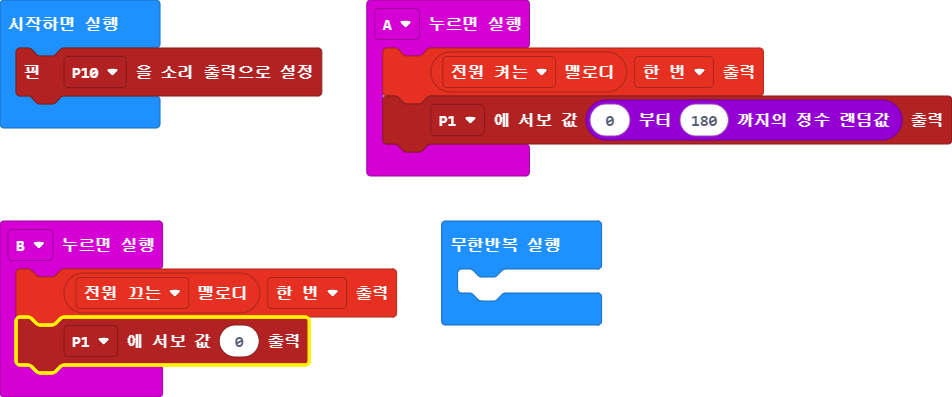 시작하면 실행
핀 P10 을 소리 출력으로 설정
A 누르면 실행
전원 켜는 멜로디 한 번 출력
P1 에 서보 값 0 부터 180 까지의 정수 랜덤값 출력
B 누르면 실행
전원 끄는 멜로디 한 번 출력
P1 에 서보 값 0 출력
무한반복 실행